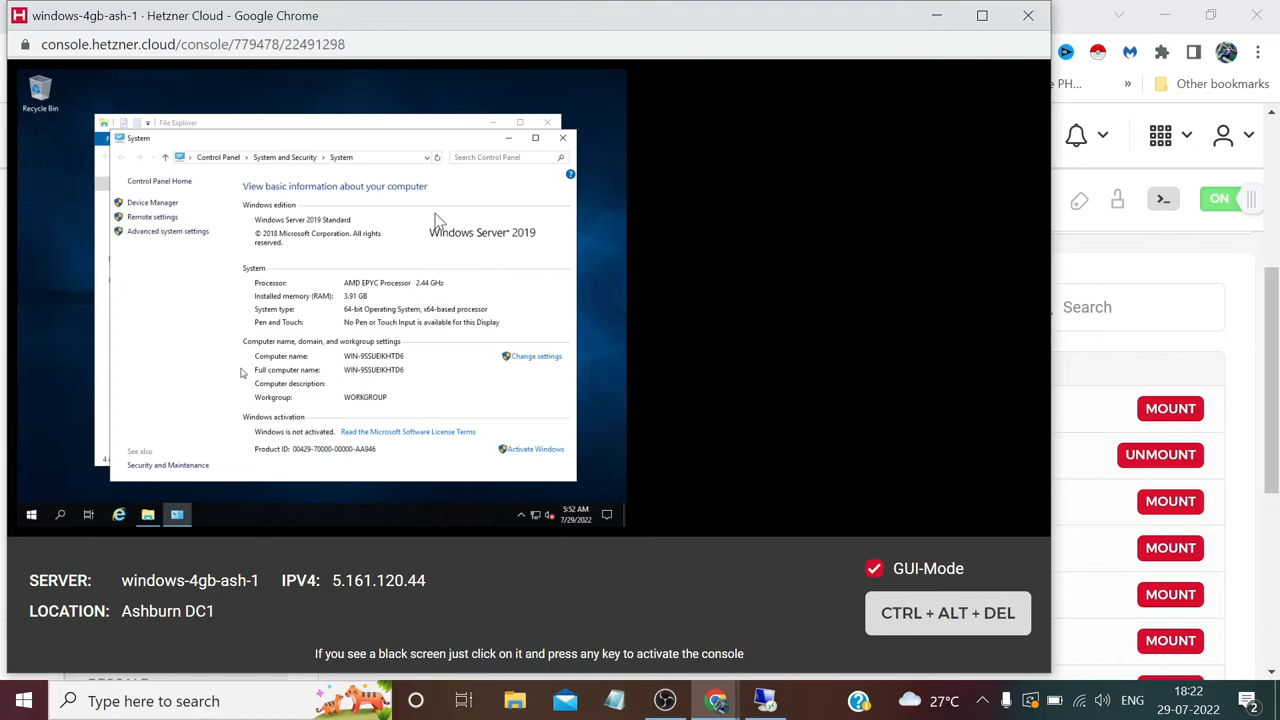 windows-4gb-ash-1 · Hetzner Cloud - Google Chrome
console.hetzner.cloud/console/779478/22491298
e PH...
»
Other bookmarks
Recycle Bin
File Explorer
System
Control Panel > System and Security > System
Search Control Panel
Control Panel Home
Device Manager
Remote settings
Advanced system settings
View basic information about your computer
Windows edition
Windows Server 2019 Standard
© 2018 Microsoft Corporation. All rights
reserved.
Windows Server 2019
System
Processor: AMD EPYC Processor 2.44 GHz
Installed memory (RAM): 3.91 GB
System type: 64-bit Operating System, x64-based processor
Pen and Touch: No Pen or Touch Input is available for this Display
Computer name, domain, and workgroup settings
Computer name: WIN-9SSUEIKHTD6
Change settings
Full computer name: WIN-9SSUEIKHTD6
Computer description:
Workgroup: WORKGROUP
Windows activation
Windows is not activated. Read the Microsoft Software License Terms
Product ID: 00429-70000-00000-AA946
Activate Windows
See also
Security and Maintenance
5:52 AM
7/29/2022
SERVER: windows-4gb-ash-1 IPV4: 5.161.120.44
LOCATION: Ashburn DC1
GUI-Mode
CTRL + ALT + DEL
If you see a black screen just click on it and press any key to activate the console
ON
Search
MOUNT
UNMOUNT
MOUNT
MOUNT
MOUNT
MOUNT
Type here to search
27°C
ENG
18:22
29-07-2022
2